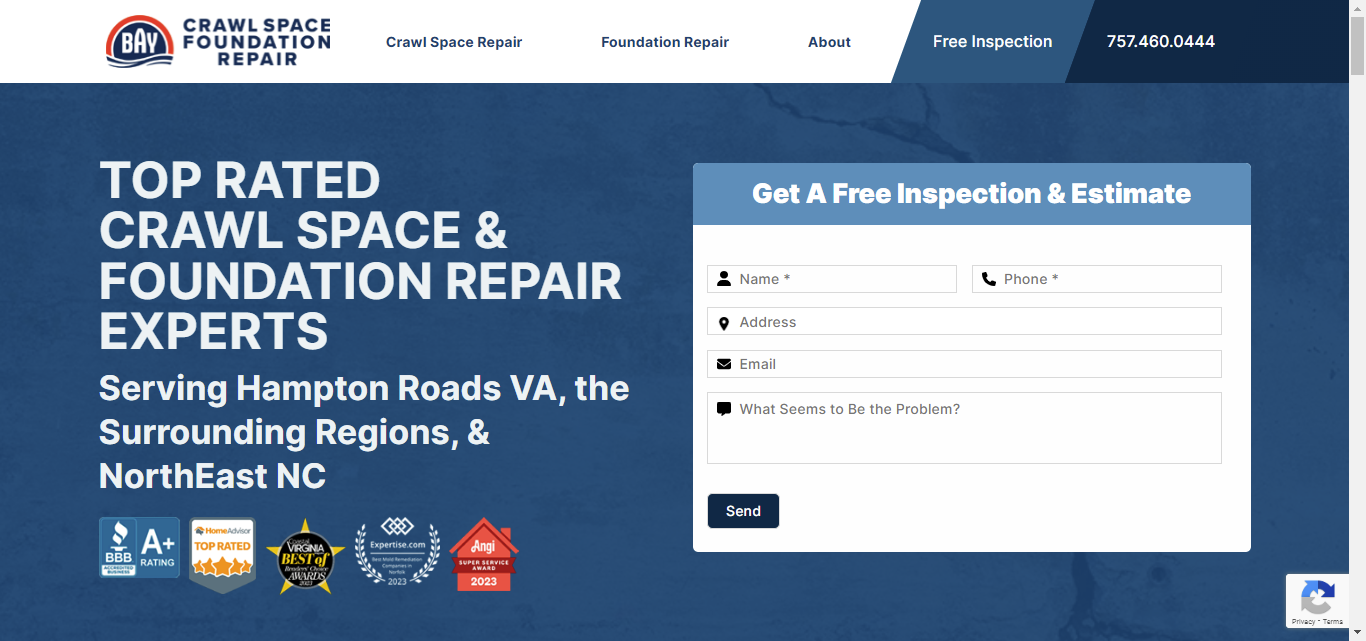 BAY
CRAWL SPACE
FOUNDATION
REPAIR
Crawl Space Repair
Foundation Repair
About
Free Inspection
757.460.0444
TOP RATED
CRAWL SPACE &
FOUNDATION REPAIR
EXPERTS
Serving Hampton Roads VA, the
Surrounding Regions, &
NorthEast NC
BBB
ACCREDITED
BUSINESS
A+
RATING
HomeAdvisor
TOP RATED
Coastal
VIRGINIA
BEST of
Readers' Choice
AWARDS
2023
Expertise.com
Best Mold Remediation
Companies in
Norfolk
2023
Angi
SUPER SERVICE
AWARD
2023
Get A Free Inspection & Estimate
Name *
Phone *
Address
Email
What Seems to Be the Problem?
Send
Privacy - Terms